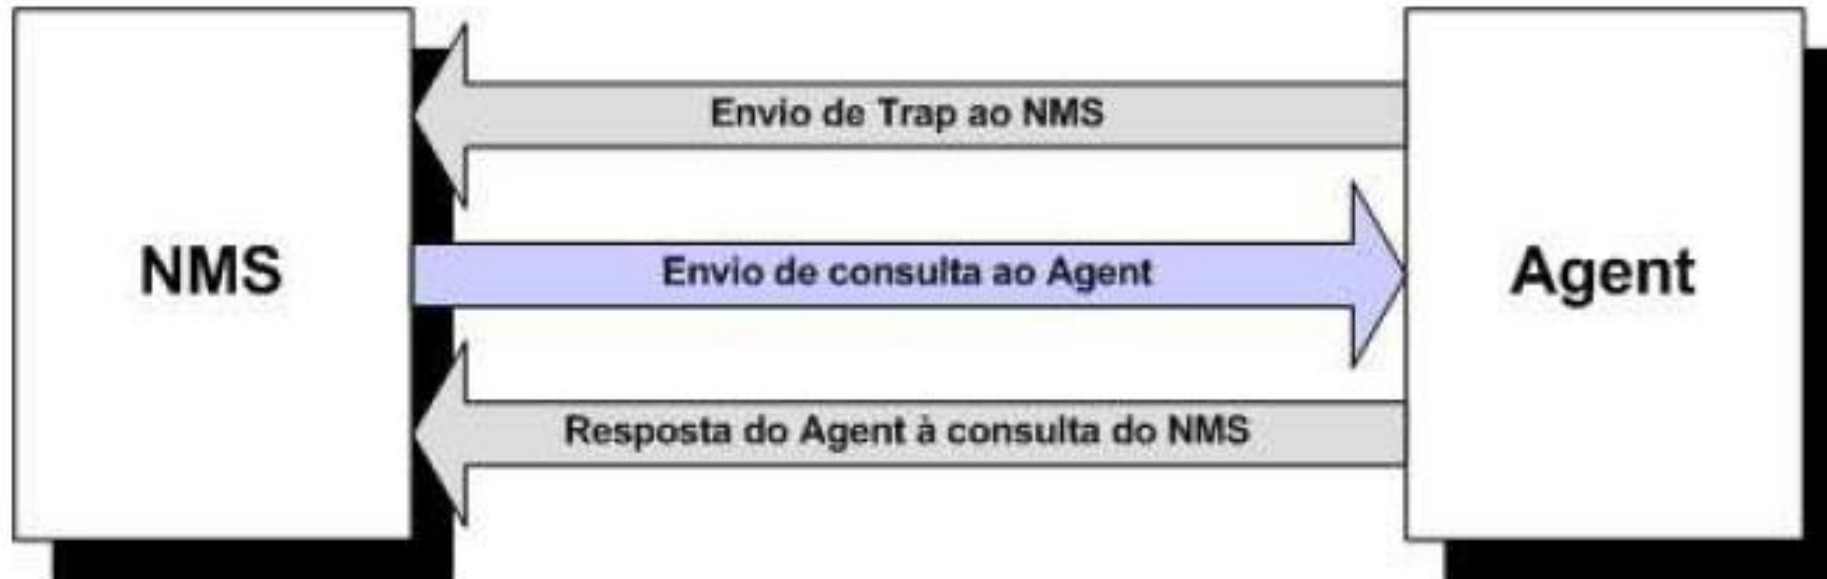 Envio de Trap ao NMS
NMS
Envio de consulta ao Agent
Agent
Resposta do Agent à consulta do NMS